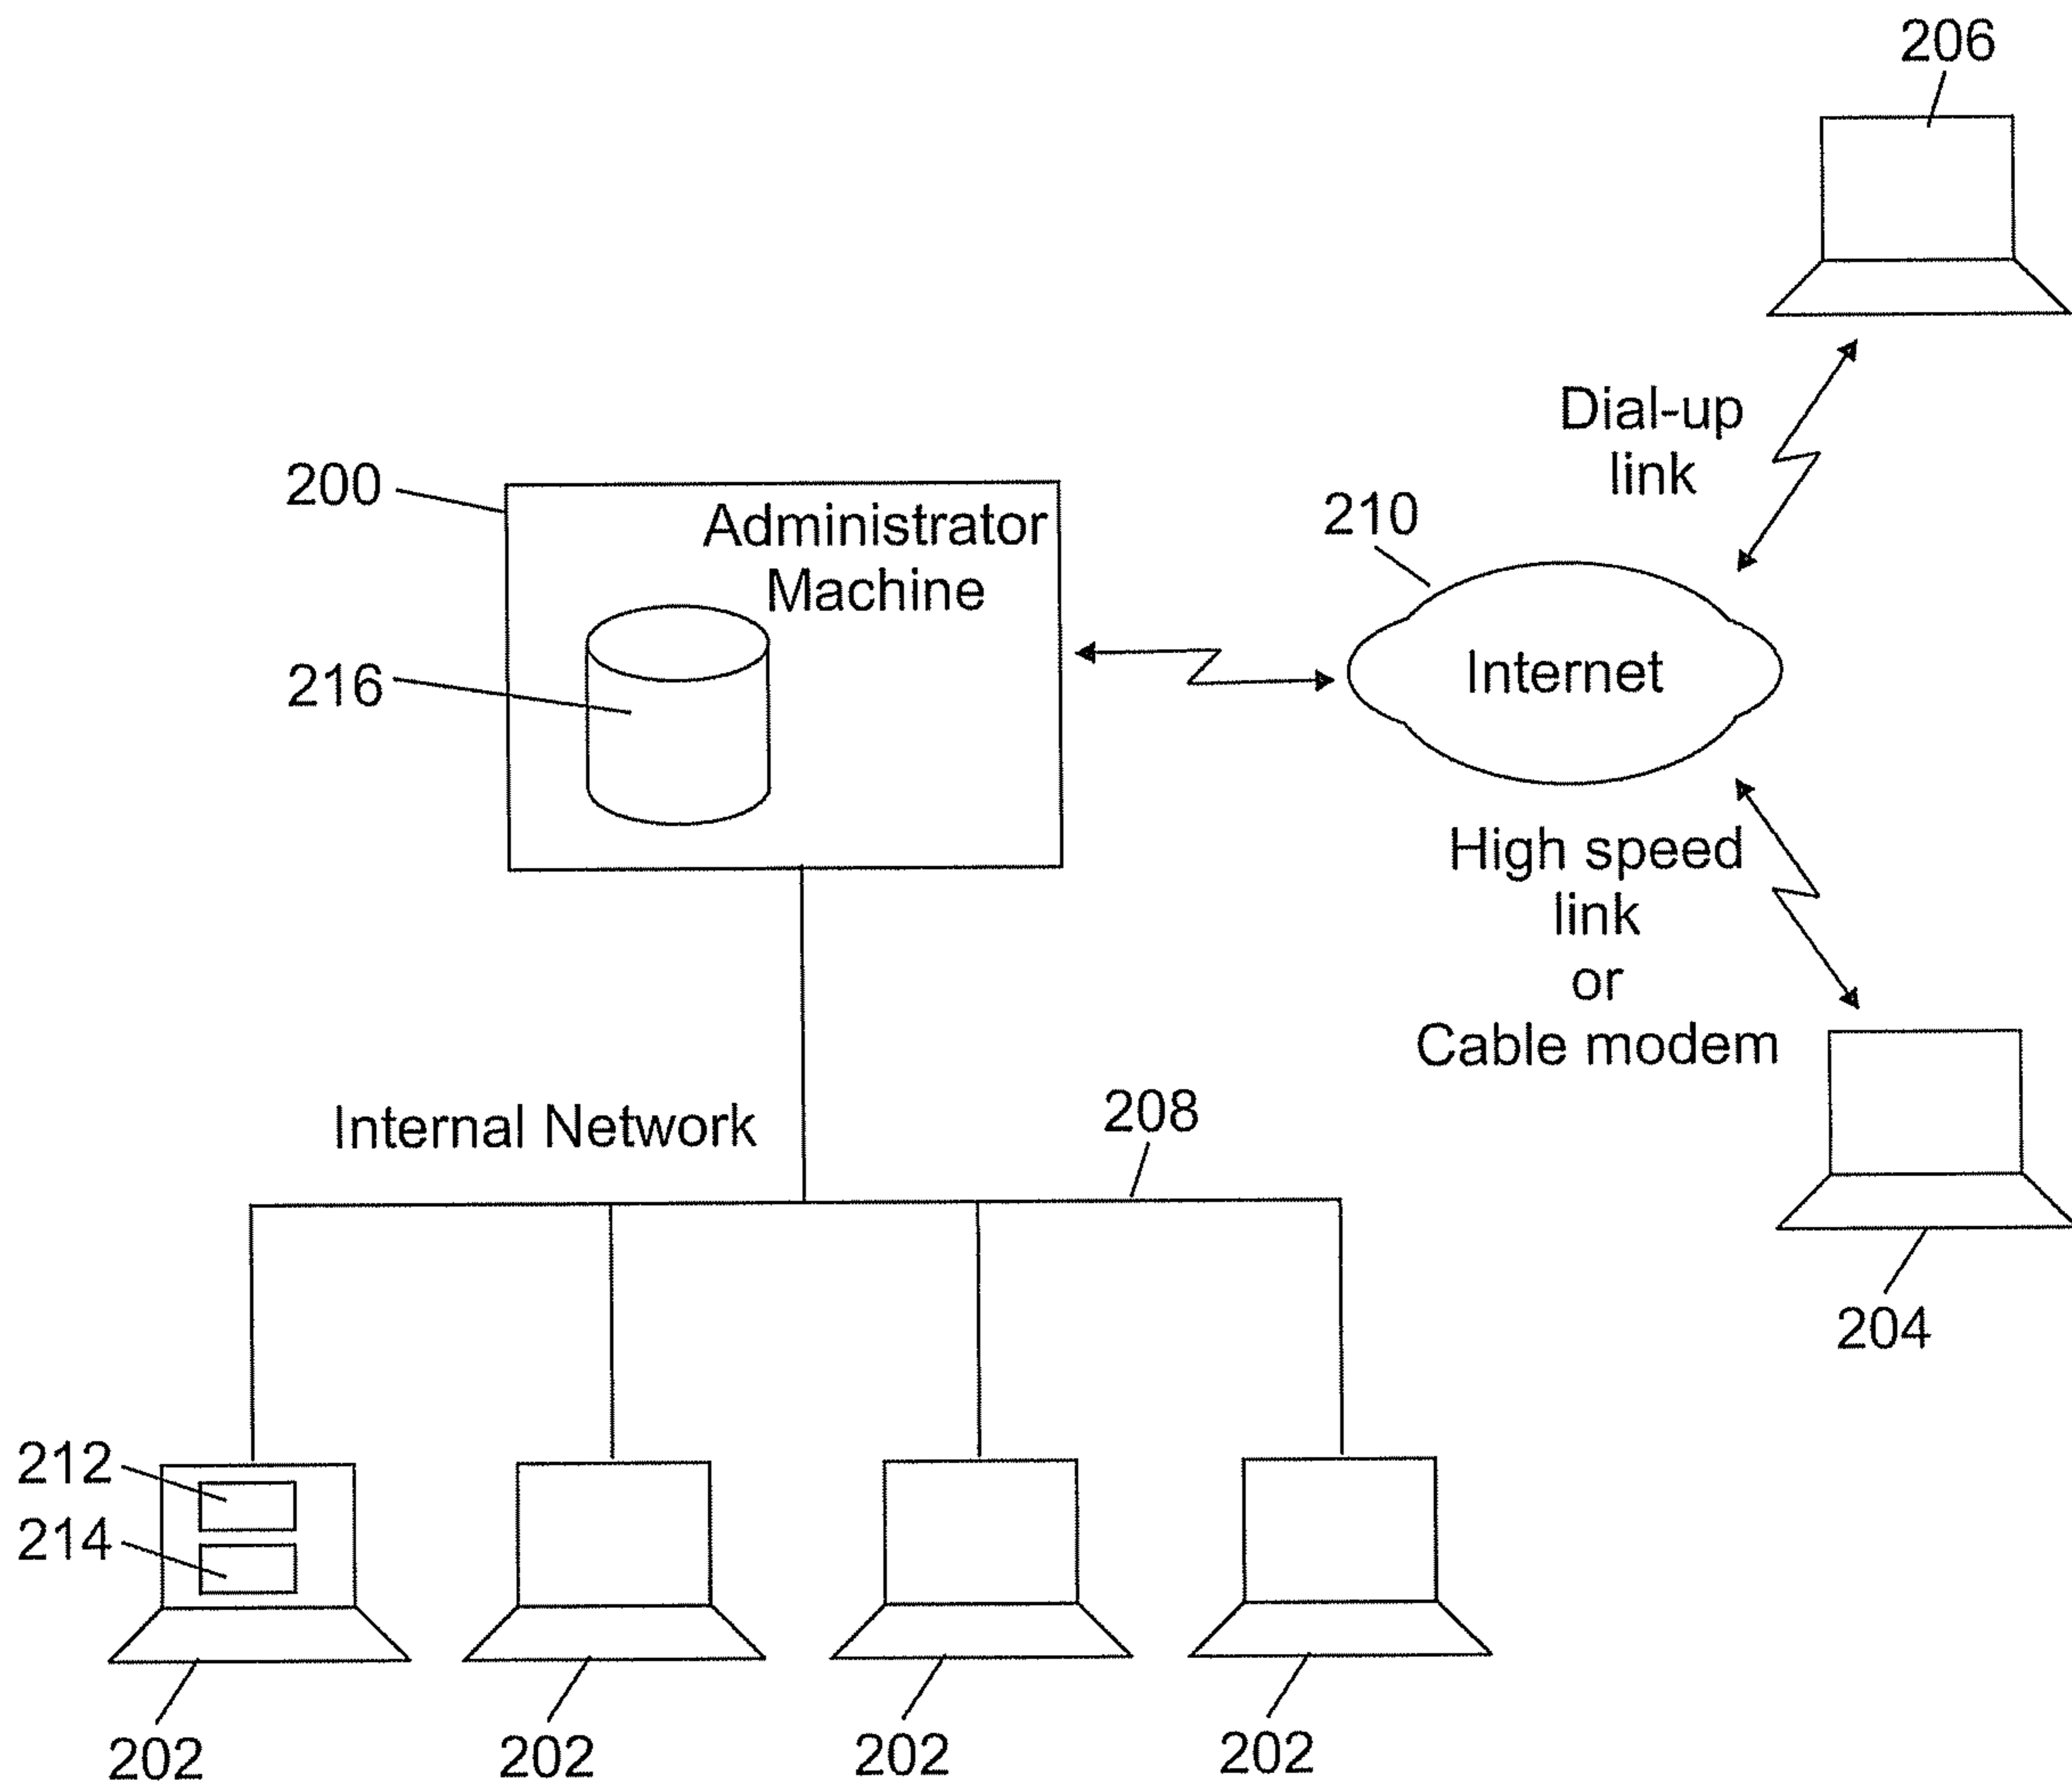 206
Dial-up
link
200
Administrator
Machine
210
216
Internet
High speed
link
or
Cable modem
Internal Network
208
204
212
214
202
202
202
202